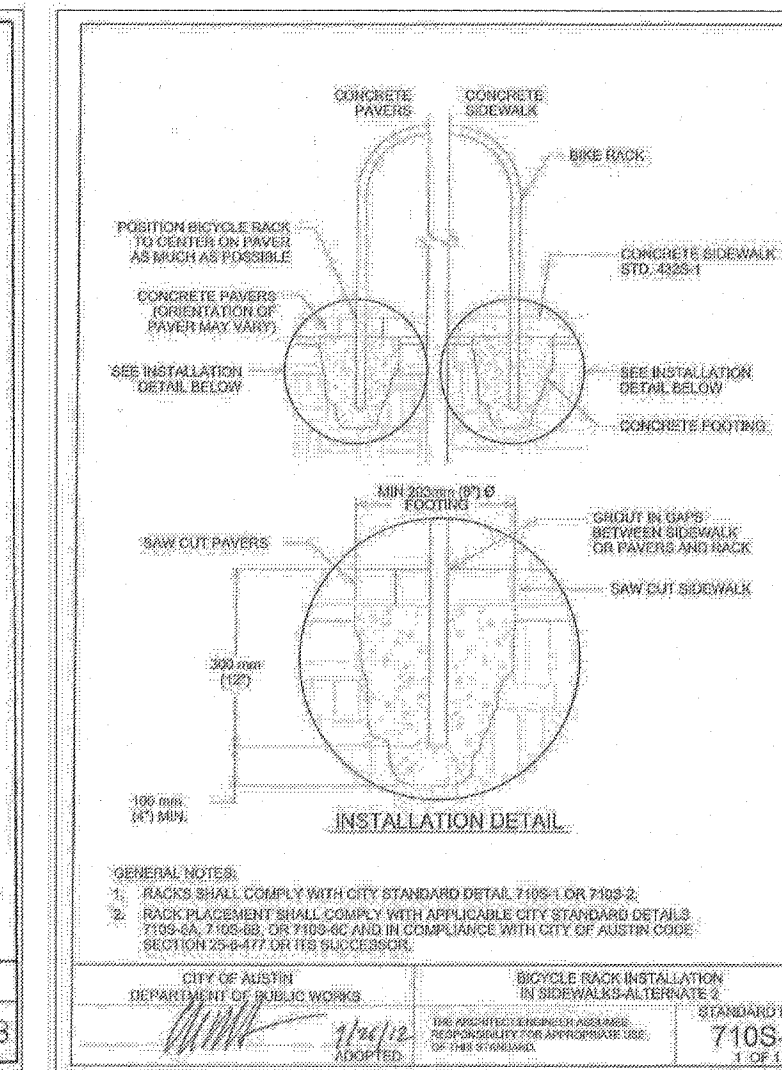 CONCRETE PAVERS
CONCRETE SIDEWALK
BIKE RACK
POSITION BICYCLE RACK
TO CENTER ON PAVER
AS MUCH AS POSSIBLE
CONCRETE SIDEWALK
STD. 432S-1
CONCRETE PAVERS
(ORIENTATION OF
PAVER MAY VARY)
SEE INSTALLATION
DETAIL BELOW
SEE INSTALLATION
DETAIL BELOW
CONCRETE FOOTING
MIN 203mm (8") Ø
FOOTING
SAW CUT PAVERS
GROUT IN GAPS
BETWEEN SIDEWALK
OR PAVERS AND RACK
SAW CUT SIDEWALK
300 mm
(12")
100 mm
(4") MIN.
INSTALLATION DETAIL
GENERAL NOTES:
1. RACKS SHALL COMPLY WITH CITY STANDARD DETAIL 710S-1 OR 710S-2.
2. RACK PLACEMENT SHALL COMPLY WITH APPLICABLE CITY STANDARD DETAILS
710S-6A, 710S-6B, OR 710S-6C AND IN COMPLIANCE WITH CITY OF AUSTIN CODE
SECTION 25-6-477 OR ITS SUCCESSOR.
CITY OF AUSTIN
DEPARTMENT OF PUBLIC WORKS
ADOPTED
BICYCLE RACK INSTALLATION
IN SIDEWALKS-ALTERNATE 2
THE ARCHITECT/ENGINEER ASSUMES
RESPONSIBILITY FOR APPROPRIATE USE
OF THIS STANDARD.
STANDARD
710S-
1 OF 1